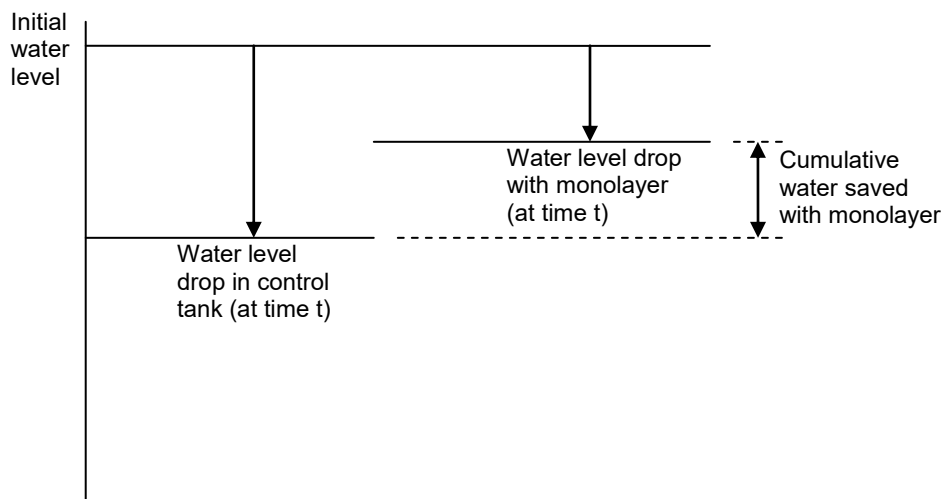 Initial
water
level
Water level drop
with monolayer
(at time t)
Cumulative
water saved
with monolayer
Water level
drop in control
tank (at time t)